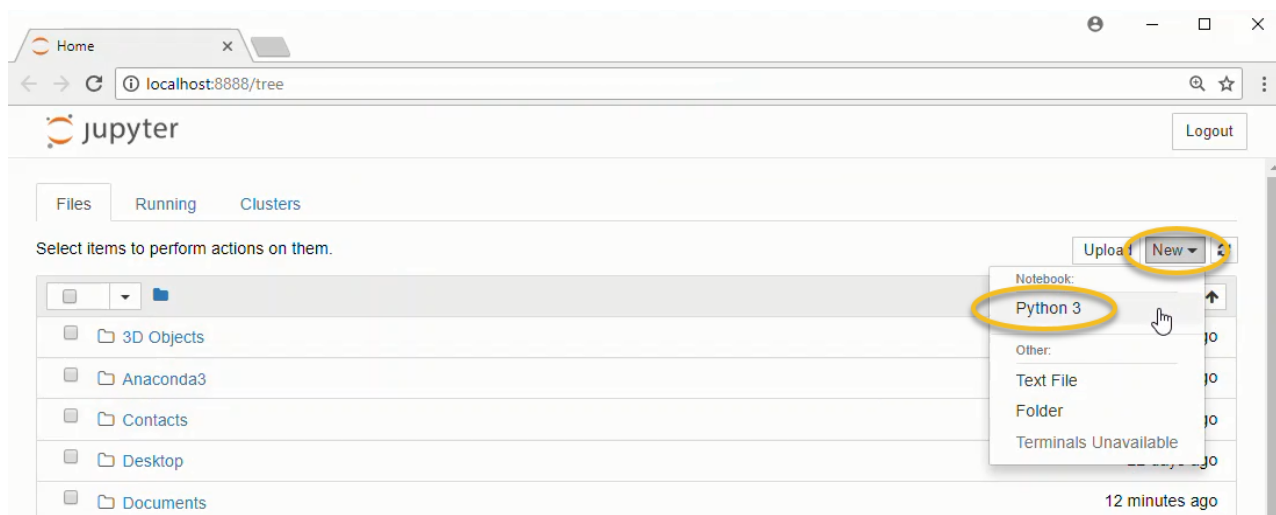 Home
localhost:8888/tree
jupyter
Logout
Files Running Clusters
Select items to perform actions on them.
Upload New
Notebook:
Python 3
Other:
Text File
Folder
Terminals Unavailable
3D Objects
Anaconda3
Contacts
Desktop
Documents 12 minutes ago